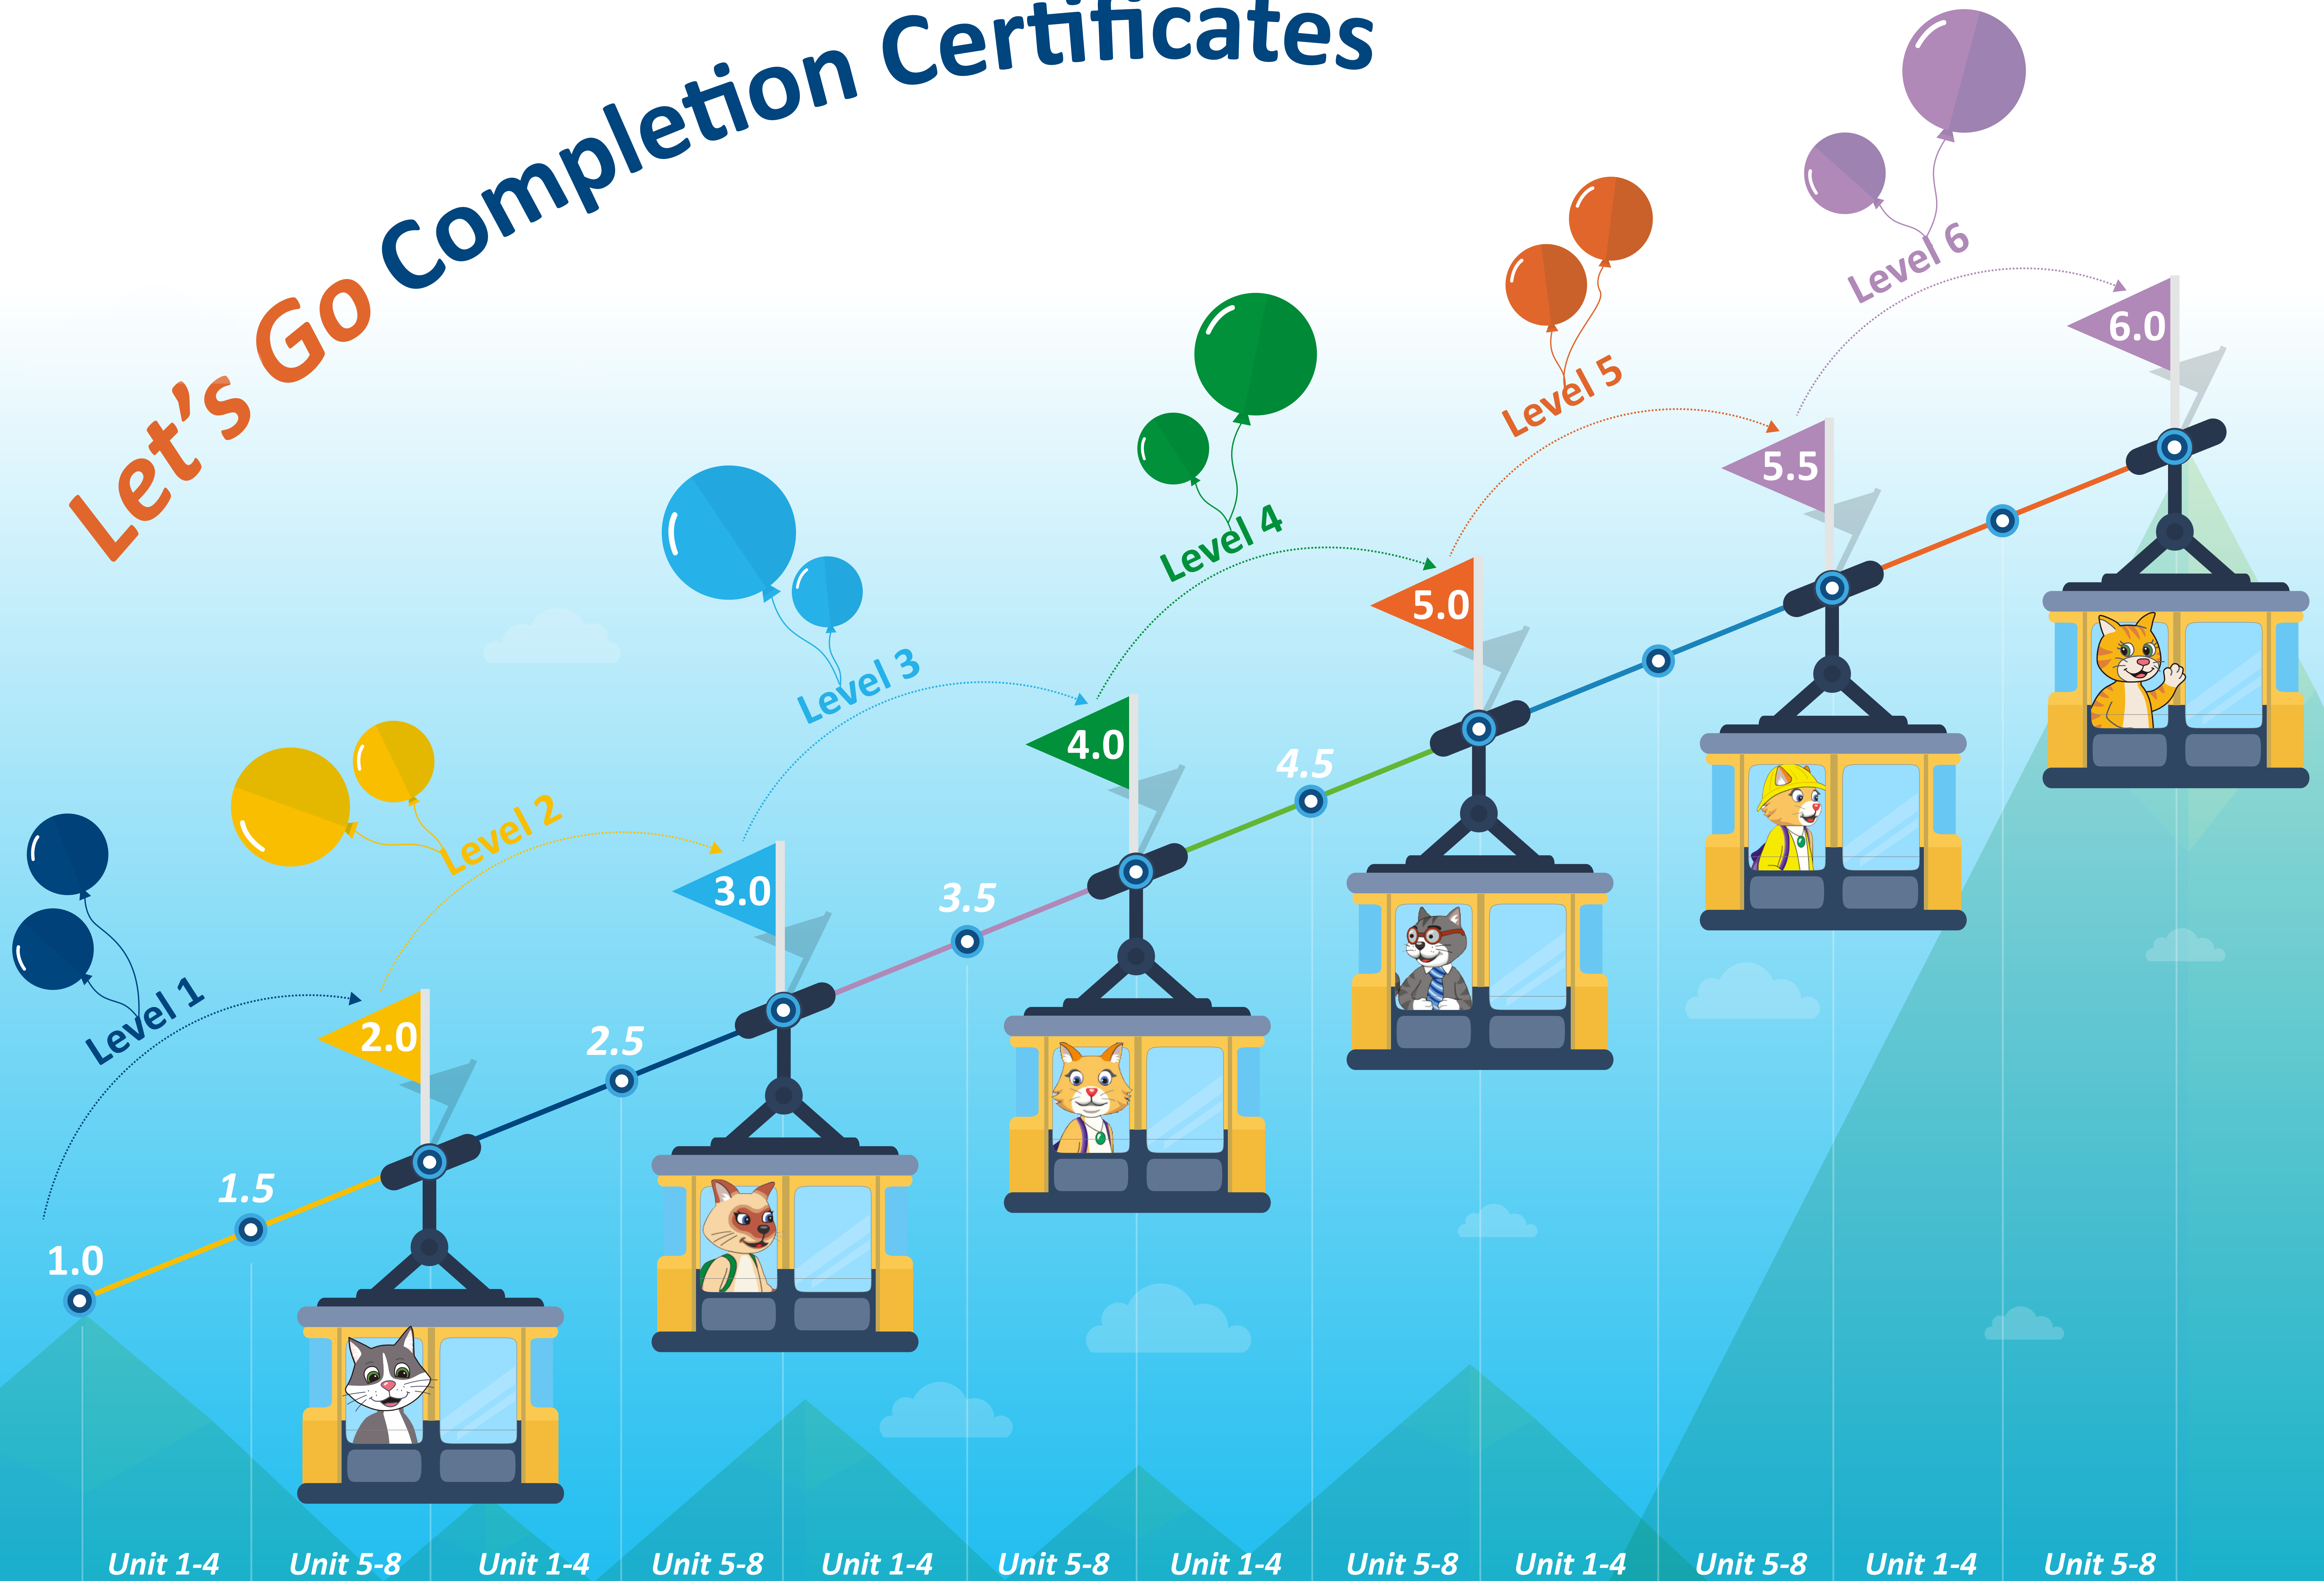 Let's Go Completion Certificates
Level 6
6.0
Level 5
5.5
Level 4
5.0
Level 3
4.0
4.5
Level 2
3.0
3.5
Level 1
2.0
2.5
1.5
1.0
Unit 1-4
Unit 5-8
Unit 1-4
Unit 5-8
Unit 1-4
Unit 5-8
Unit 1-4
Unit 5-8
Unit 1-4
Unit 5-8
Unit 1-4
Unit 5-8